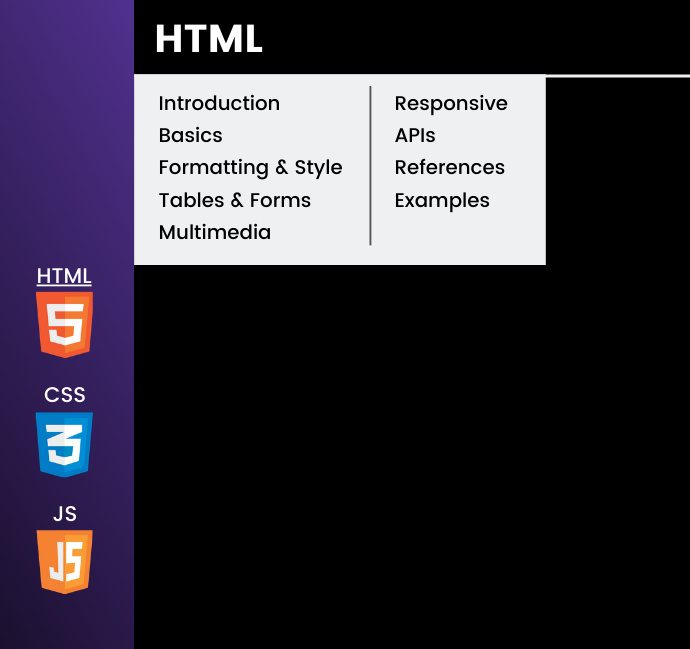 HTML
Introduction
Basics
Formatting & Style
Tables & Forms
Multimedia
Responsive
APIs
References
Examples
HTML
5
CSS
3
JS
JS